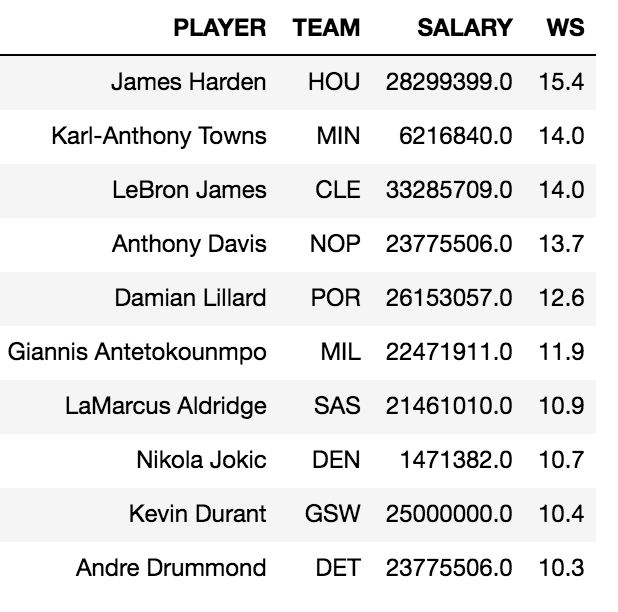 PLAYER TEAM SALARY WS
James Harden HOU 28299399.0 15.4
Karl-Anthony Towns MIN 6216840.0 14.0
LeBron James CLE 33285709.0 14.0
Anthony Davis NOP 23775506.0 13.7
Damian Lillard POR 26153057.0 12.6
Giannis Antetokounmpo MIL 22471911.0 11.9
LaMarcus Aldridge SAS 21461010.0 10.9
Nikola Jokic DEN 1471382.0 10.7
Kevin Durant GSW 25000000.0 10.4
Andre Drummond DET 23775506.0 10.3